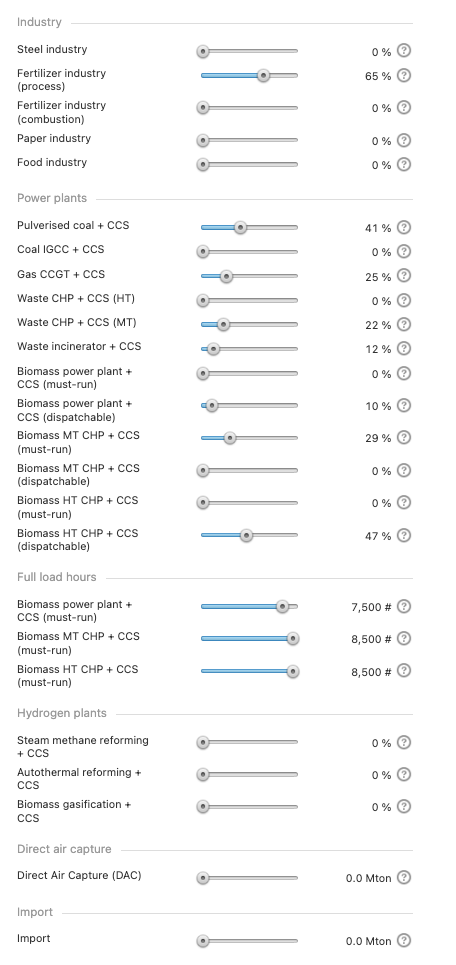 Industry
Steel industry 0 % ?
Fertilizer industry
(process) 65 % ?
Fertilizer industry
(combustion) 0 % ?
Paper industry 0 % ?
Food industry 0 % ?
Power plants
Pulverised coal + CCS 41 % ?
Coal IGCC + CCS 0 % ?
Gas CCGT + CCS 25 % ?
Waste CHP + CCS (HT) 0 % ?
Waste CHP + CCS (MT) 22 % ?
Waste incinerator + CCS 12 % ?
Biomass power plant +
CCS (must-run) 0 % ?
Biomass power plant +
CCS (dispatchable) 10 % ?
Biomass MT CHP + CCS
(must-run) 29 % ?
Biomass MT CHP + CCS
(dispatchable) 0 % ?
Biomass HT CHP + CCS
(must-run) 0 % ?
Biomass HT CHP + CCS
(dispatchable) 47 % ?
Full load hours
Biomass power plant +
CCS (must-run) 7,500 # ?
Biomass MT CHP + CCS
(must-run) 8,500 # ?
Biomass HT CHP + CCS
(must-run) 8,500 # ?
Hydrogen plants
Steam methane reforming
+ CCS 0 % ?
Autothermal reforming +
CCS 0 % ?
Biomass gasification +
CCS 0 % ?
Direct air capture
Direct Air Capture (DAC) 0.0 Mton ?
Import
Import 0.0 Mton ?